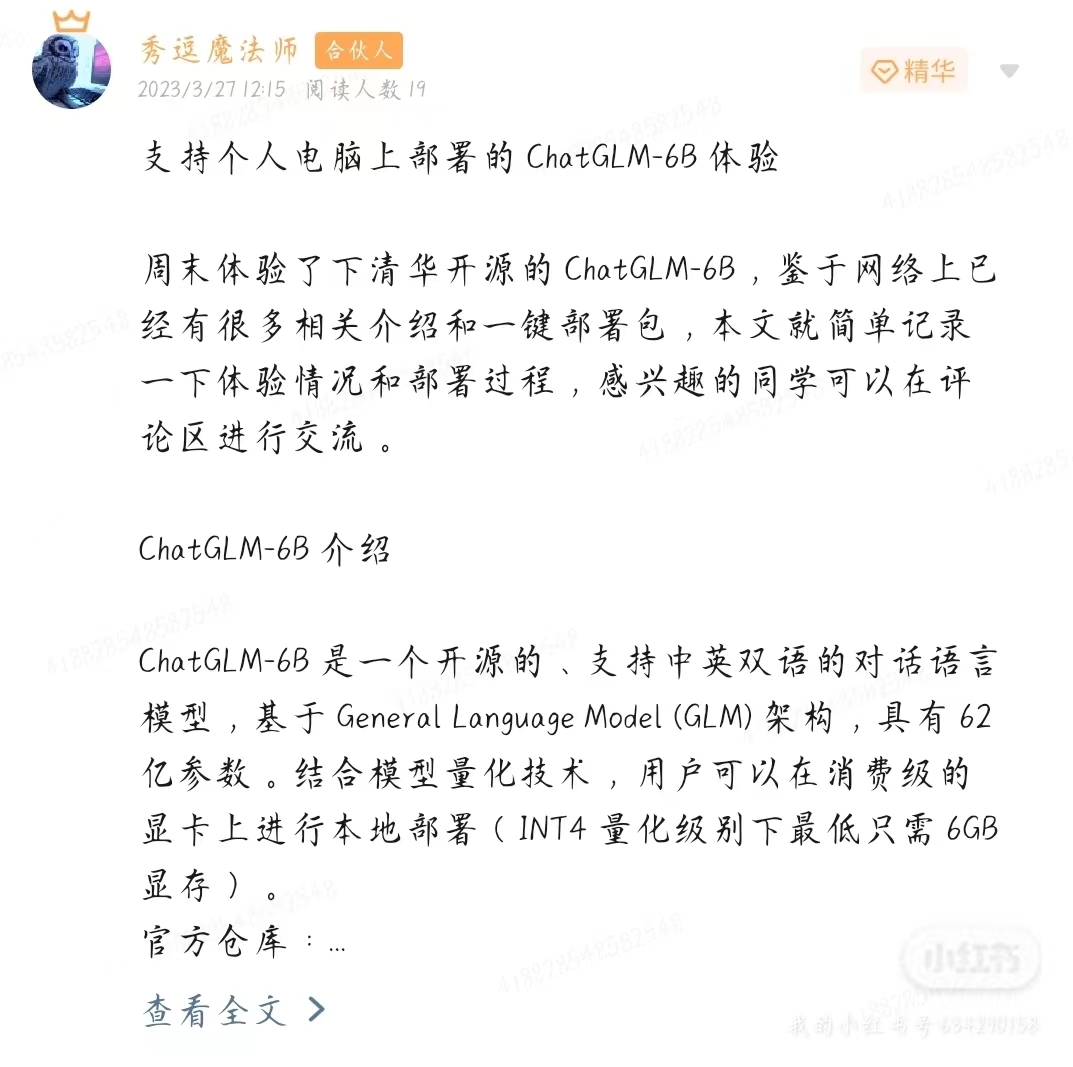 秀逗魔法师 合伙人
精华
2023/3/27 12:15 阅读人数 19
支持个人电脑上部署的 ChatGLM-6B 体验
周末体验了下清华开源的 ChatGLM-6B，鉴于网络上已
经有很多相关介绍和一键部署包，本文就简单记录
一下体验情况和部署过程，感兴趣的同学可以在评
论区进行交流。
ChatGLM-6B 介绍
ChatGLM-6B 是一个开源的、支持中英双语的对话语言
模型，基于 General Language Model (GLM) 架构，具有 62
亿参数。结合模型量化技术，用户可以在消费级的
显卡上进行本地部署（INT4 量化级别下最低只需 6GB
显存）。
官方仓库：...
查看全文
小红书